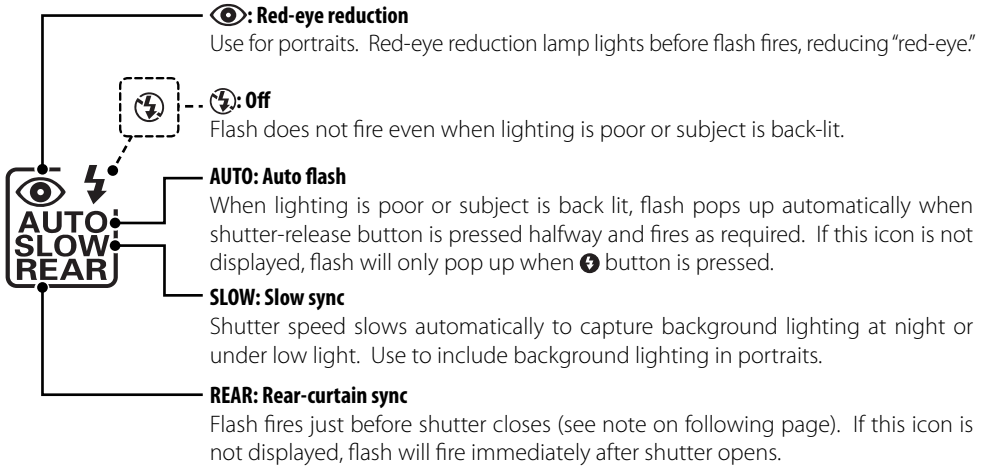 : Red-eye reduction
Use for portraits. Red-eye reduction lamp lights before flash fires, reducing “red-eye.”
: Off
Flash does not fire even when lighting is poor or subject is back-lit.
AUTO
SLOW
REAR
AUTO: Auto flash
When lighting is poor or subject is back lit, flash pops up automatically when
shutter-release button is pressed halfway and fires as required. If this icon is not
displayed, flash will only pop up when button is pressed.
SLOW: Slow sync
Shutter speed slows automatically to capture background lighting at night or
under low light. Use to include background lighting in portraits.
REAR: Rear-curtain sync
Flash fires just before shutter closes (see note on following page). If this icon is
not displayed, flash will fire immediately after shutter opens.